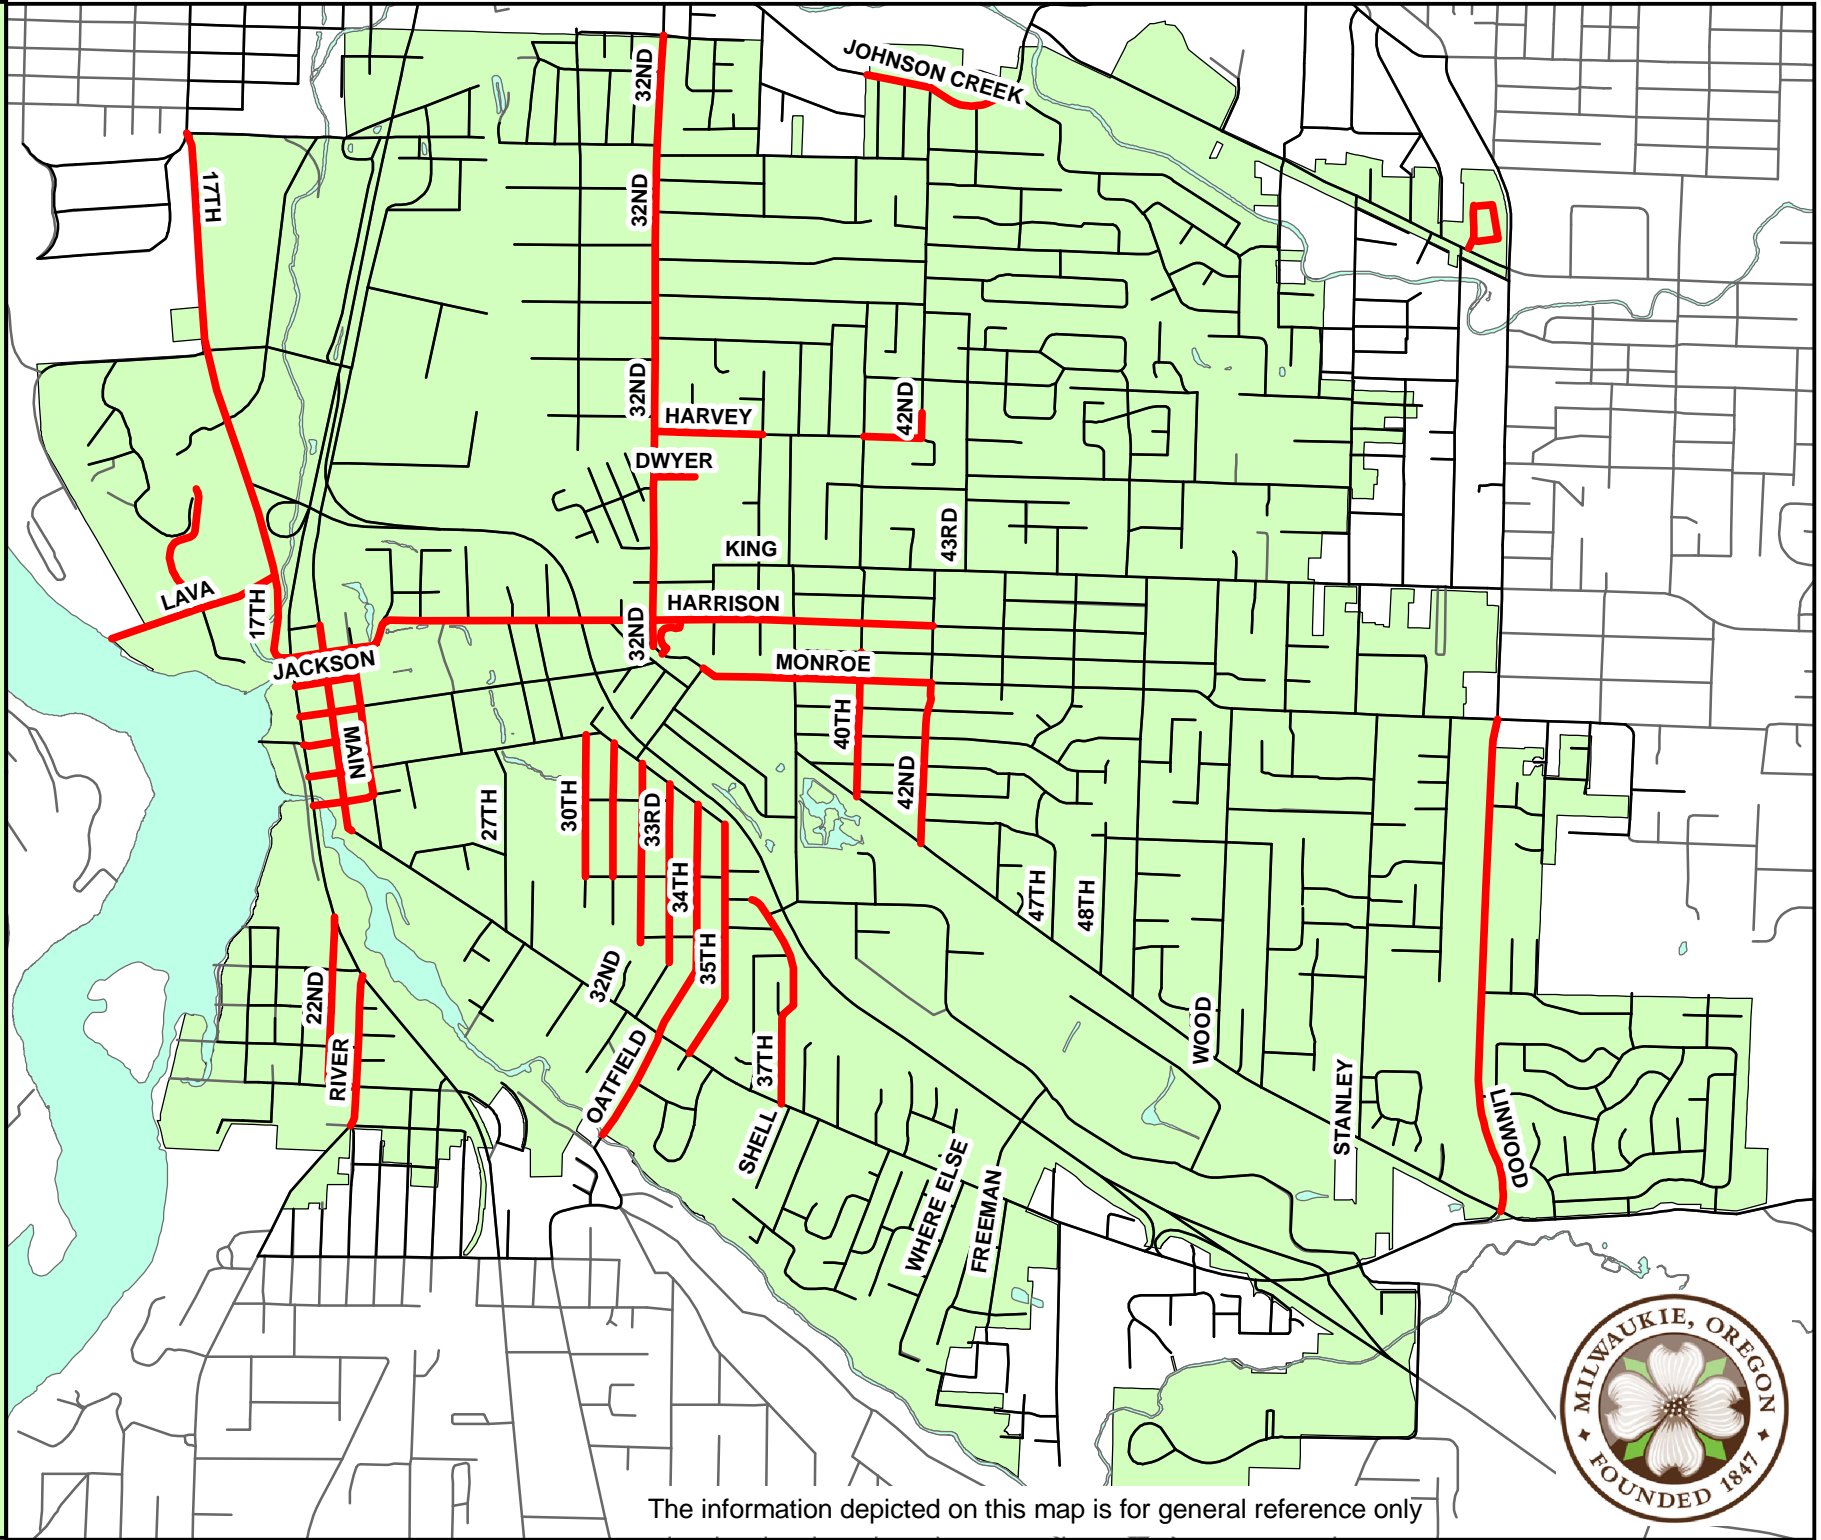 JOHNSON CREEK
32ND
17TH
32ND
32ND
HARVEY
42ND
DWYER
43RD
KING
LAVA
17TH
HARRISON
32ND
JACKSON
MONROE
MAIN
40TH
42ND
27TH
30TH
33RD
34TH
47TH
48TH
35TH
32ND
22ND
RIVER
OATFIELD
37TH
WOOD
STANLEY
LINWOOD
SHELL
WHERE ELSE
FREEMAN
MILWAUKIE, OREGON
FOUNDED 1847
The information depicted on this map is for general reference only